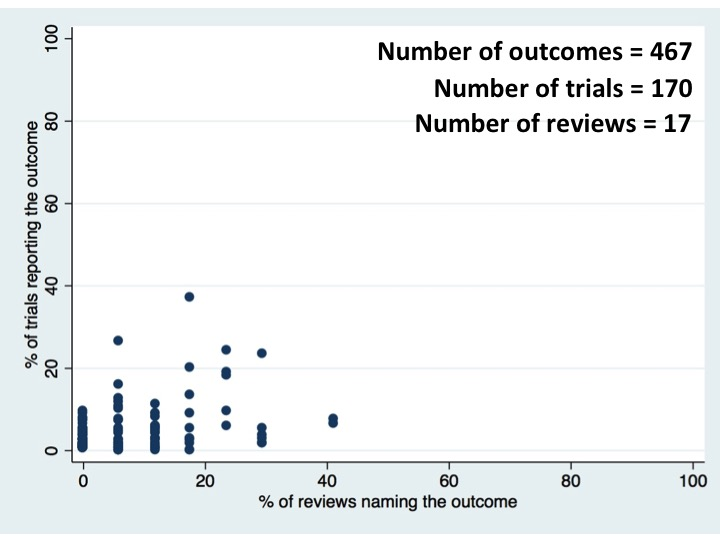 Number of outcomes = 467
Number of trials = 170
Number of reviews = 17
% of trials reporting the outcome
100
80
60
40
20
0
0 20 40 60 80 100
% of reviews naming the outcome